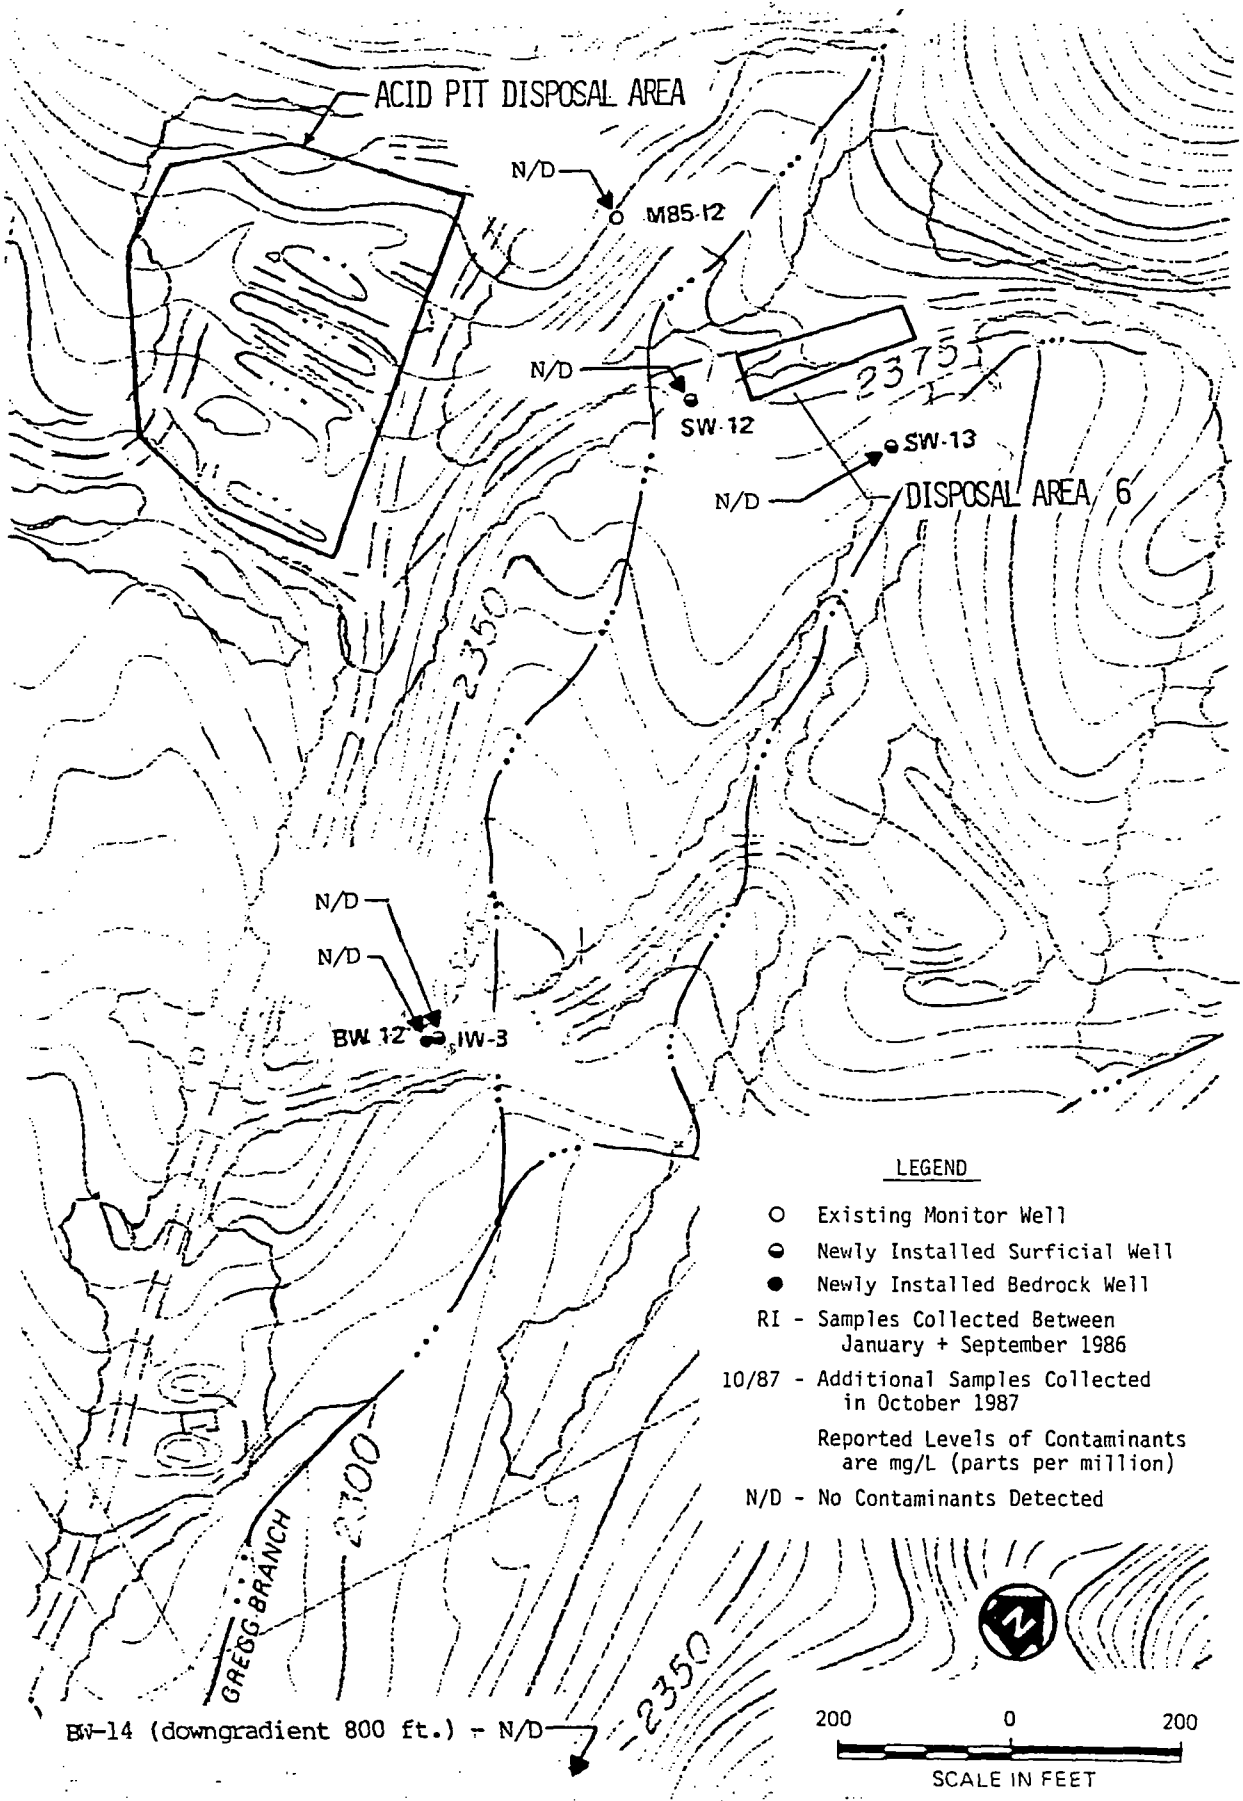 ACID PIT DISPOSAL AREA
N/D
M85-12
N/D
2375
SW-12
SW-13
N/D
DISPOSAL AREA 6
2350
N/D
N/D
BW 12
IW-3
LEGEND
Existing Monitor Well
Newly Installed Surficial Well
Newly Installed Bedrock Well
RI - Samples Collected Between
January + September 1986
10/87 - Additional Samples Collected
in October 1987
Reported Levels of Contaminants
are mg/L (parts per million)
N/D - No Contaminants Detected
2300
GREGG BRANCH
N
2350
BW-14 (downgradient 800 ft.) - N/D
200 0 200
SCALE IN FEET